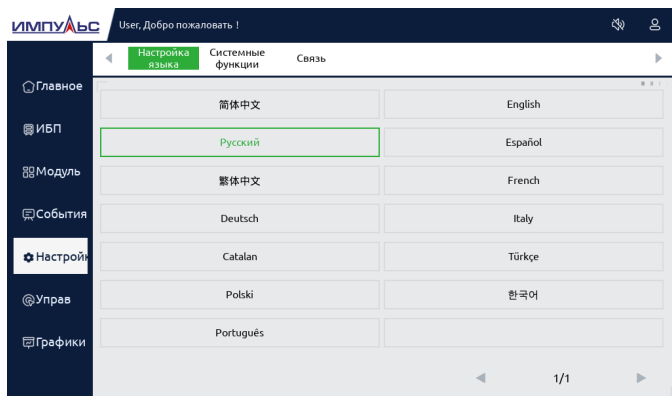 ИМПУЛЬС
User, Добро пожаловать !
Настройка
языка
Системные
функции
Связь
Главное
ИБП
Модуль
События
Настройк
Управ
Графики
简体中文
English
Русский
Español
繁体中文
French
Deutsch
Italy
Catalan
Türkçe
Polski
한국어
Português
1/1